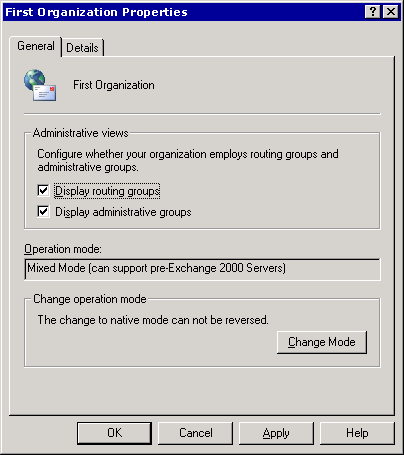 First Organization Properties
General
Details
First Organization
Administrative views
Configure whether your organization employs routing groups and
administrative groups.
Display routing groups
Display administrative groups
Operation mode:
Mixed Mode (can support pre-Exchange 2000 Servers)
Change operation mode
The change to native mode can not be reversed.
Change Mode
OK
Cancel
Apply
Help